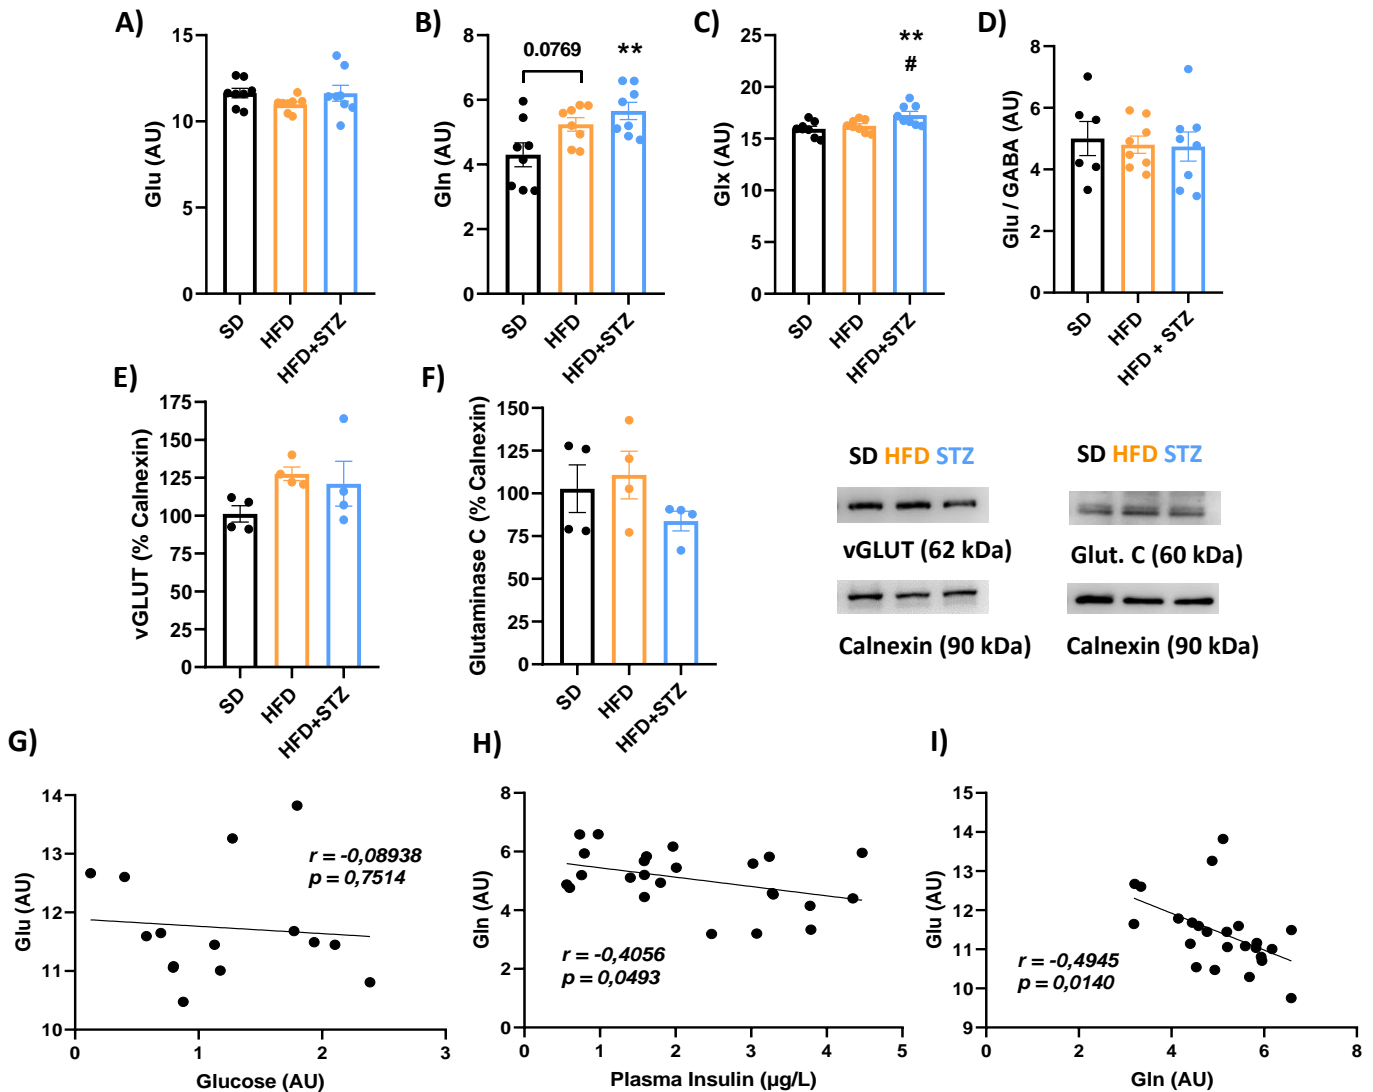 A)
Glu (AU)
15
10
5
0
SD
HFD
HFD+STZ
B)
Gln (AU)
8
6
4
2
0
0.0769
**
SD
HFD
HFD+STZ
C)
Glx (AU)
25
20
15
10
5
0
**
#
SD
HFD
HFD+STZ
D)
Glu / GABA (AU)
8
6
4
2
0
SD
HFD
HFD + STZ
E)
vGLUT (% Calnexin)
175
150
125
100
75
50
25
0
SD
HFD
HFD+STZ
F)
Glutaminase C (% Calnexin)
150
125
100
75
50
25
0
SD
HFD
HFD+STZ
SD HFD STZ
vGLUT (62 kDa)
Calnexin (90 kDa)
SD HFD STZ
Glut. C (60 kDa)
Calnexin (90 kDa)
G)
Glu (AU)
14
13
12
11
10
r = -0,08938
p = 0,7514
0 1 2 3
Glucose (AU)
H)
Gln (AU)
8
6
4
2
0
r = -0,4056
p = 0,0493
0 1 2 3 4 5
Plasma Insulin (µg/L)
I)
Glu (AU)
15
14
13
12
11
10
9
r = -0,4945
p = 0,0140
0 2 4 6 8
Gln (AU)